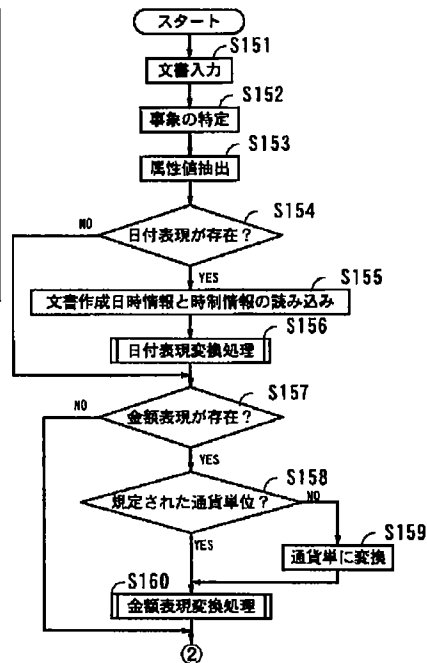 スタート
S151
文書入力
S152
事象の特定
S153
属性値抽出
S154
NO
日付表現が存在?
YES
S155
文書作成日時情報と時制情報の読み込み
S156
日付表現変換処理
S157
NO
金額表現が存在?
YES
S158
規定された通貨単位?
NO
S159
YES
通貨単に変換
S160
金額表現変換処理
②